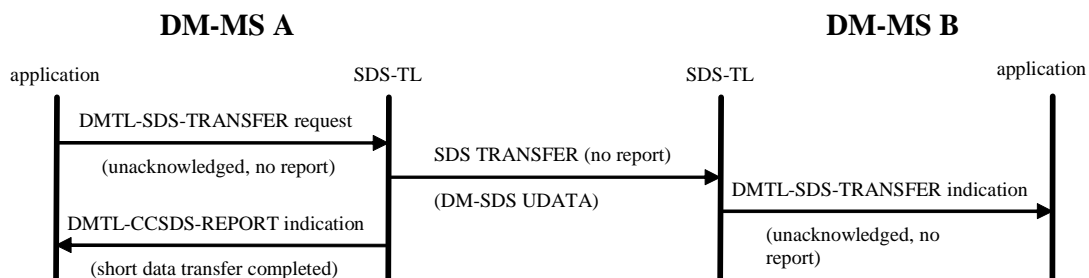 DM-MS A
DM-MS B
application
SDS-TL
SDS-TL
application
DMTL-SDS-TRANSFER request
(unacknowledged, no report)
SDS TRANSFER (no report)
(DM-SDS UDATA)
DMTL-SDS-TRANSFER indication
(unacknowledged, no
report)
DMTL-CCSDS-REPORT indication
(short data transfer completed)